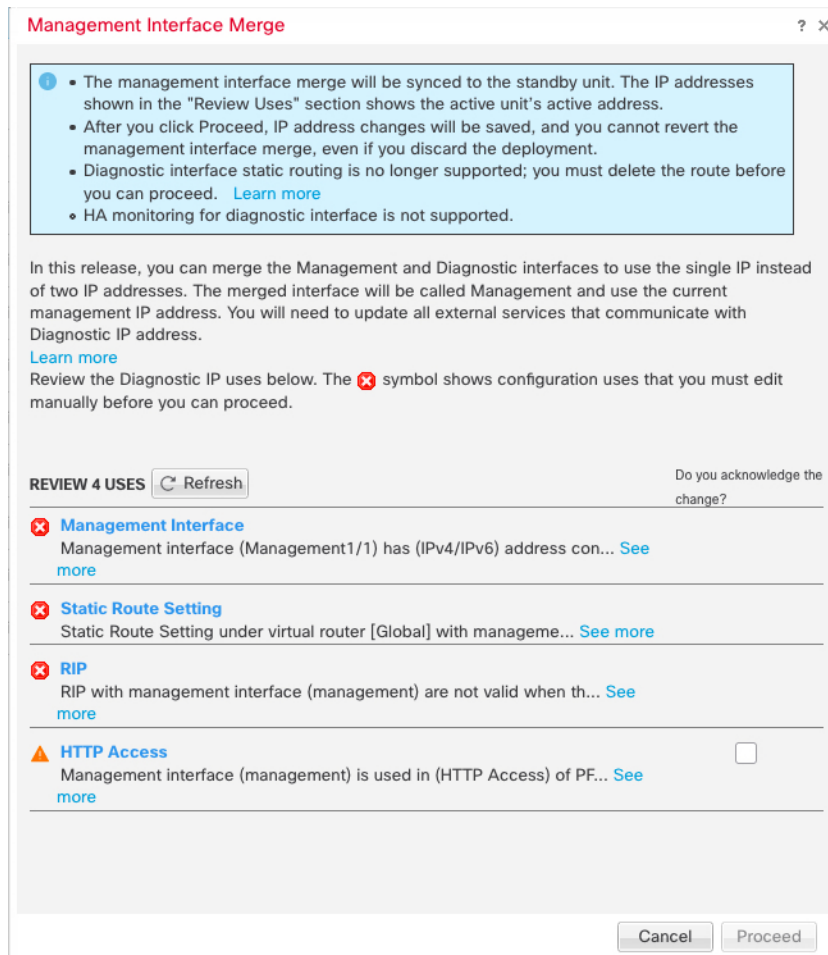 Management Interface Merge ? ×
• The management interface merge will be synced to the standby unit. The IP addresses
shown in the "Review Uses" section shows the active unit's active address.
• After you click Proceed, IP address changes will be saved, and you cannot revert the
management interface merge, even if you discard the deployment.
• Diagnostic interface static routing is no longer supported; you must delete the route before
you can proceed. Learn more
• HA monitoring for diagnostic interface is not supported.
In this release, you can merge the Management and Diagnostic interfaces to use the single IP instead
of two IP addresses. The merged interface will be called Management and use the current
management IP address. You will need to update all external services that communicate with
Diagnostic IP address.
Learn more
Review the Diagnostic IP uses below. The symbol shows configuration uses that you must edit
manually before you can proceed.
REVIEW 4 USES Refresh
Do you acknowledge the
change?
Management Interface
Management interface (Management1/1) has (IPv4/IPv6) address con... See
more
Static Route Setting
Static Route Setting under virtual router [Global] with manageme... See more
RIP
RIP with management interface (management) are not valid when th... See
more
HTTP Access
Management interface (management) is used in (HTTP Access) of PF... See
more
Cancel Proceed